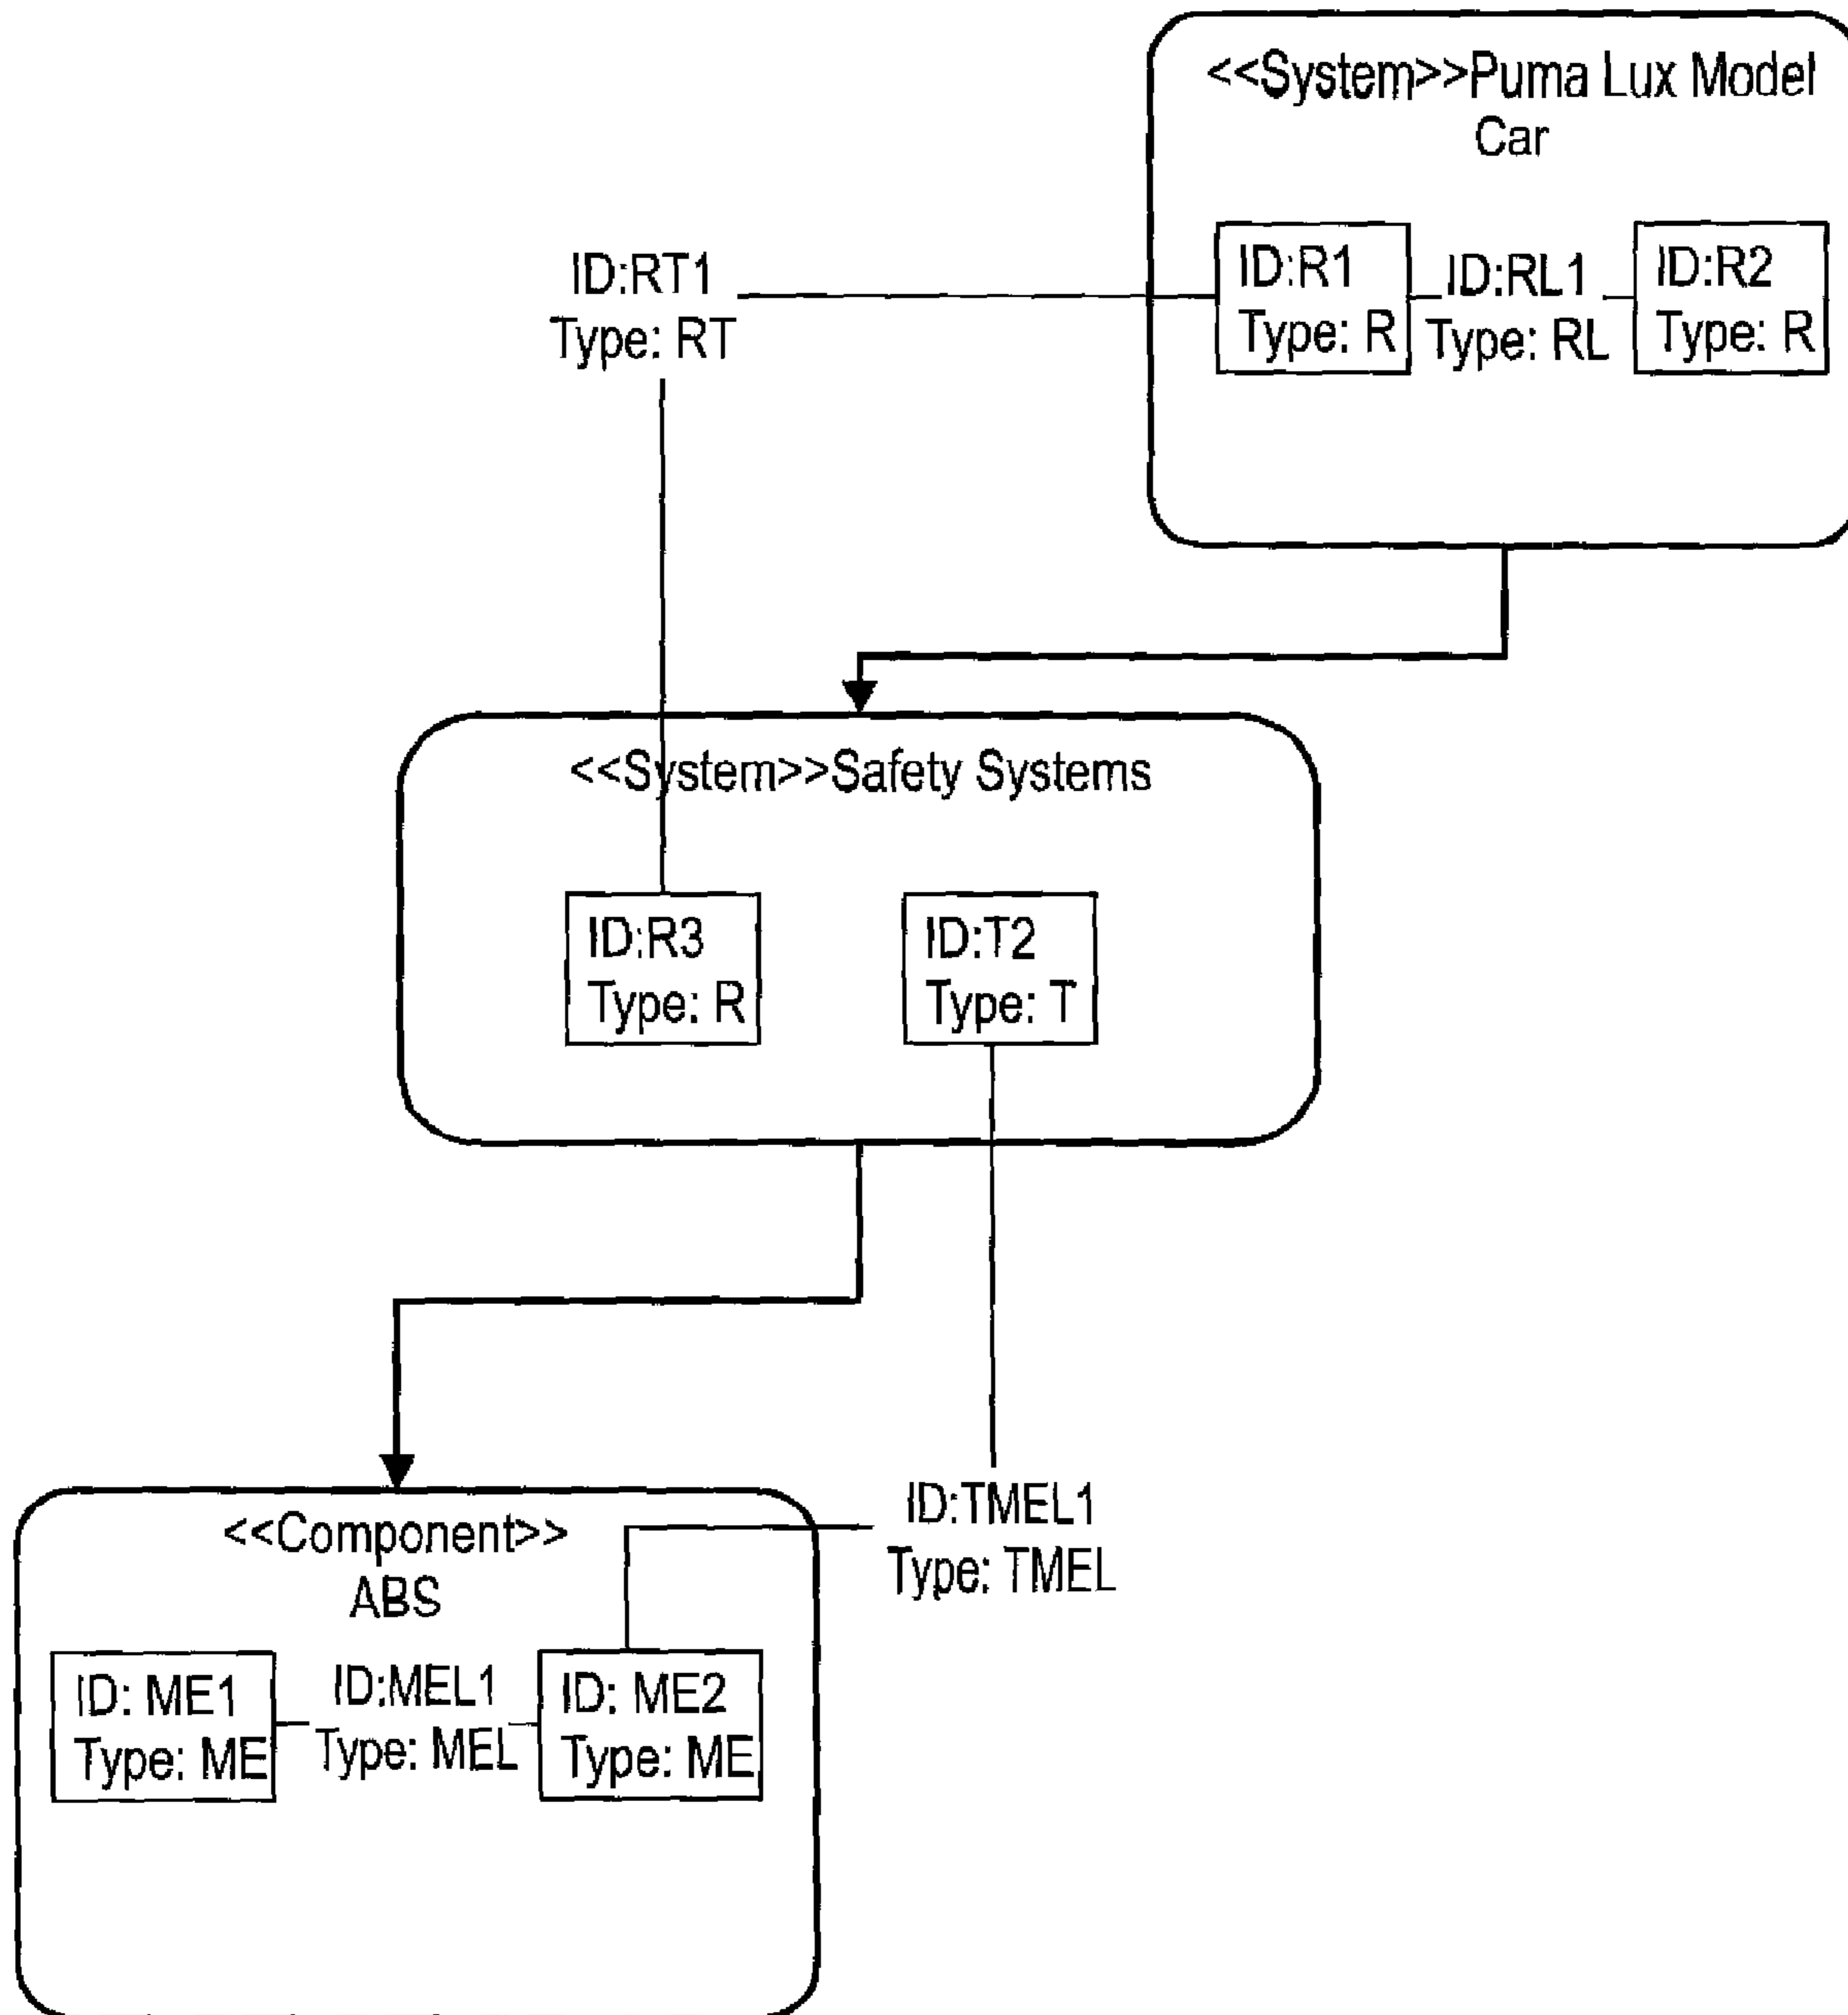 <<System>>Puma Lux Model
Car
ID:RT1
Type: RT
ID:R1
Type: R
ID:RL1
Type: RL
ID:R2
Type: R
<<System>>Safety Systems
ID:R3
Type: R
ID:T2
Type: T
ID:TMEL1
Type: TMEL
<<Component>>
ABS
ID: ME1
Type: ME
ID:MEL1
Type: MEL
ID: ME2
Type: ME